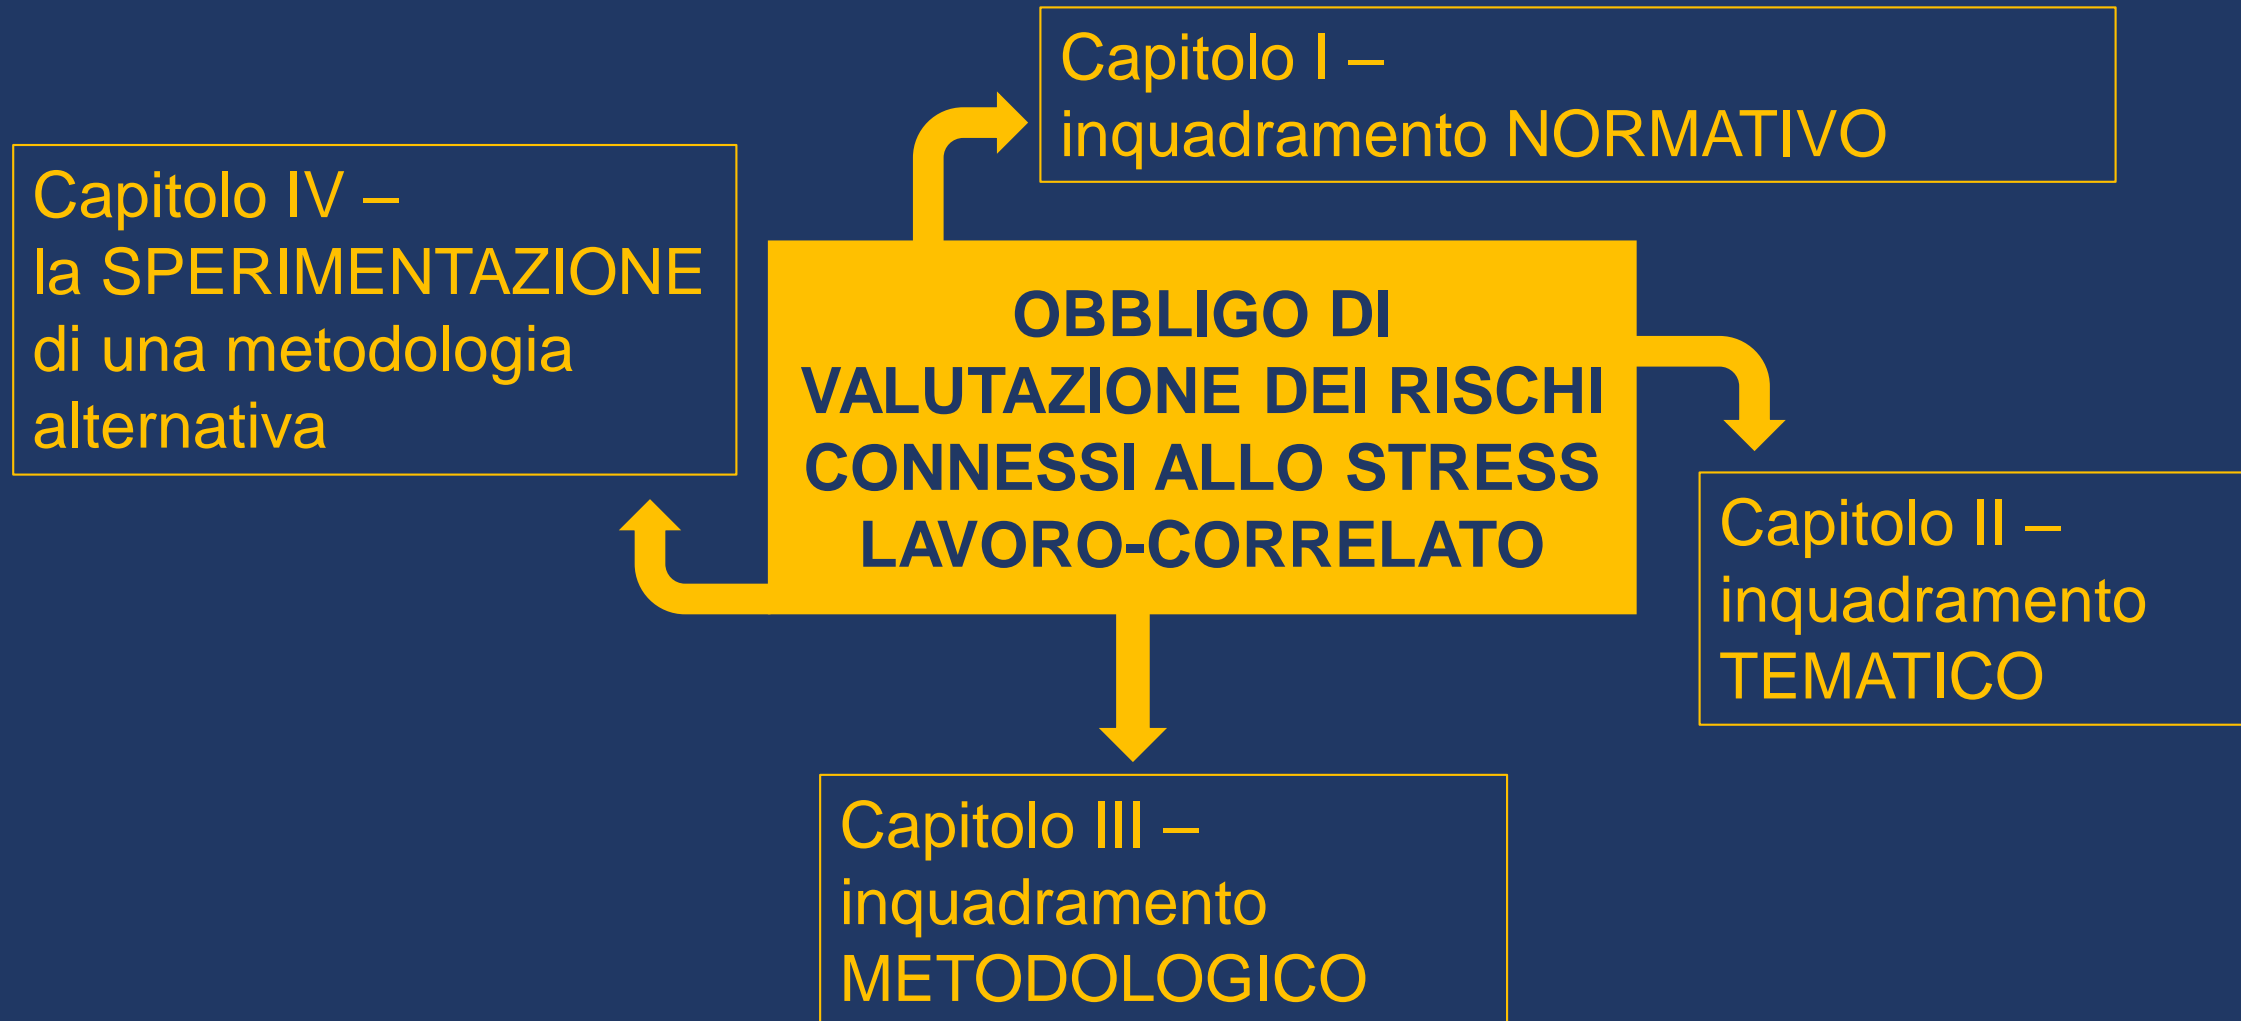 Capitolo I –
inquadramento NORMATIVO
Capitolo IV –
la SPERIMENTAZIONE
di una metodologia
alternativa
OBBLIGO DI
VALUTAZIONE DEI RISCHI
CONNESSI ALLO STRESS
LAVORO-CORRELATO
Capitolo II –
inquadramento
TEMATICO
Capitolo III –
inquadramento
METODOLOGICO